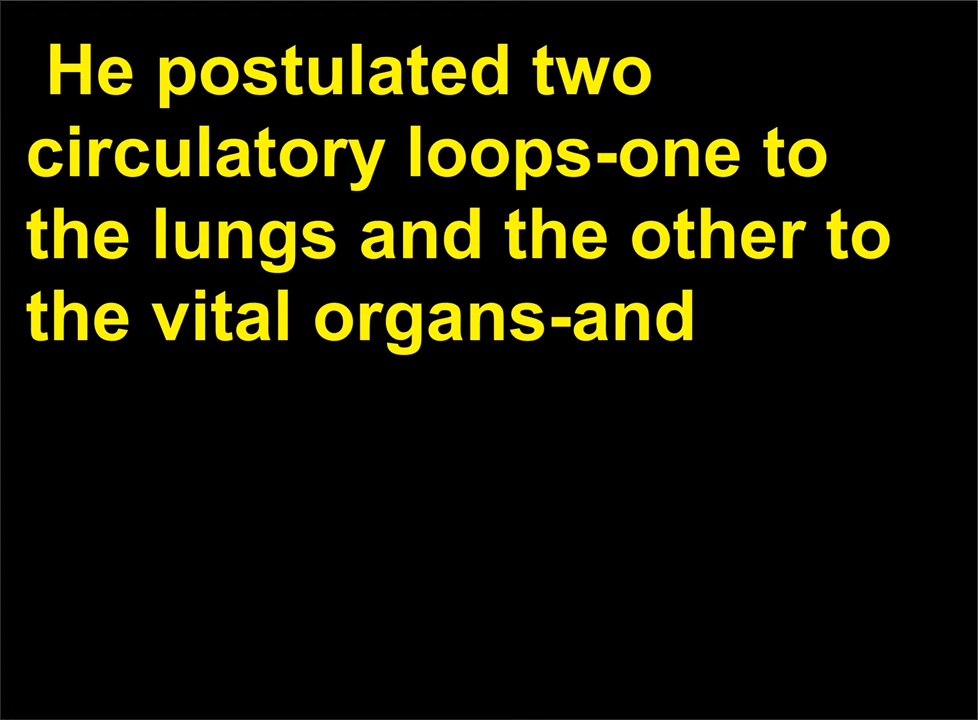 He postulated two
circulatory loops-one to
the lungs and the other to
the vital organs-and